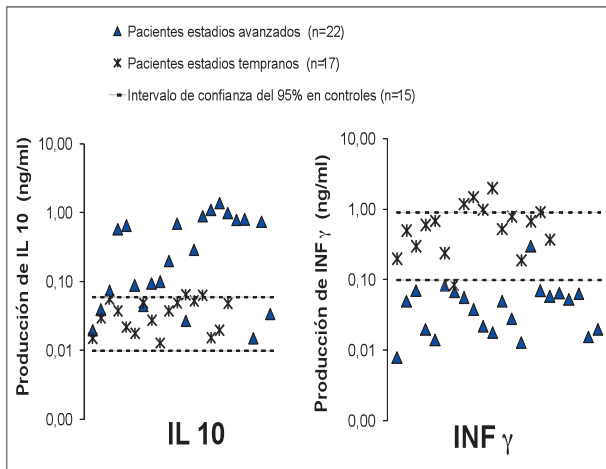 Pacientes estadios avanzados (n=22)
Pacientes estadios tempranos (n=17)
Intervalo de confianza del 95% en controles (n=15)
Producción de IL 10 (ng/ml)
10,00
1,00
0,10
0,01
0,00
IL 10
Producción de INF γ (ng/ml)
10,00
1,00
0,10
0,01
0,00
INF γ